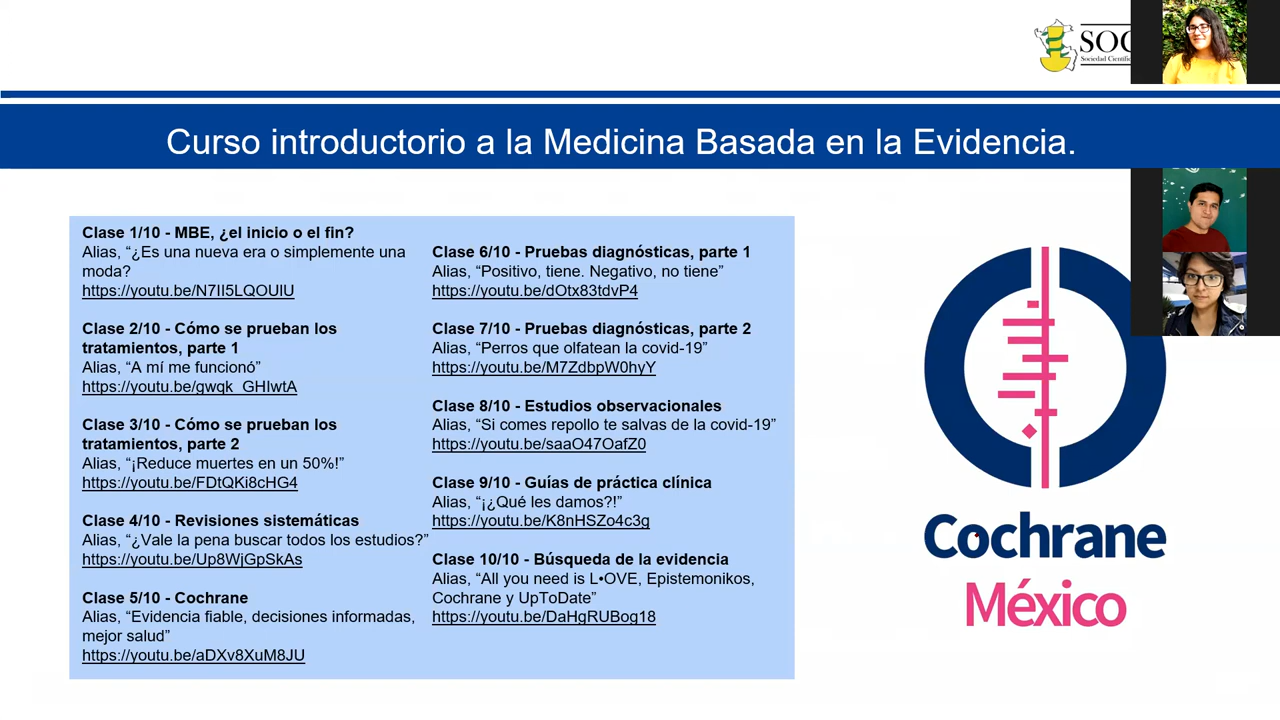 SOC
Sociedad Científic
Curso introductorio a la Medicina Basada en la Evidencia.
Clase 1/10 - MBE, ¿el inicio o el fin?
Alias, “¿Es una nueva era o simplemente una
moda?
https://youtu.be/N7II5LQOUIU
Clase 2/10 - Cómo se prueban los
tratamientos, parte 1
Alias, “A mí me funcionó”
https://youtu.be/gwqk_GHIwtA
Clase 3/10 - Cómo se prueban los
tratamientos, parte 2
Alias, “¡Reduce muertes en un 50%!”
https://youtu.be/FDtQKi8cHG4
Clase 4/10 - Revisiones sistemáticas
Alias, “¿Vale la pena buscar todos los estudios?”
https://youtu.be/Up8WjGpSkAs
Clase 5/10 - Cochrane
Alias, “Evidencia fiable, decisiones informadas,
mejor salud”
https://youtu.be/aDXv8XuM8JU
Clase 6/10 - Pruebas diagnósticas, parte 1
Alias, “Positivo, tiene. Negativo, no tiene”
https://youtu.be/dOtx83tdvP4
Clase 7/10 - Pruebas diagnósticas, parte 2
Alias, “Perros que olfatean la covid-19”
https://youtu.be/M7ZdbpW0hyY
Clase 8/10 - Estudios observacionales
Alias, “Si comes repollo te salvas de la covid-19”
https://youtu.be/saaO47OafZ0
Clase 9/10 - Guías de práctica clínica
Alias, “¡¿Qué les damos?!”
https://youtu.be/K8nHSZo4c3g
Clase 10/10 - Búsqueda de la evidencia
Alias, “All you need is L•OVE, Epistemonikos,
Cochrane y UpToDate”
https://youtu.be/DaHgRUBog18
Cochrane
México